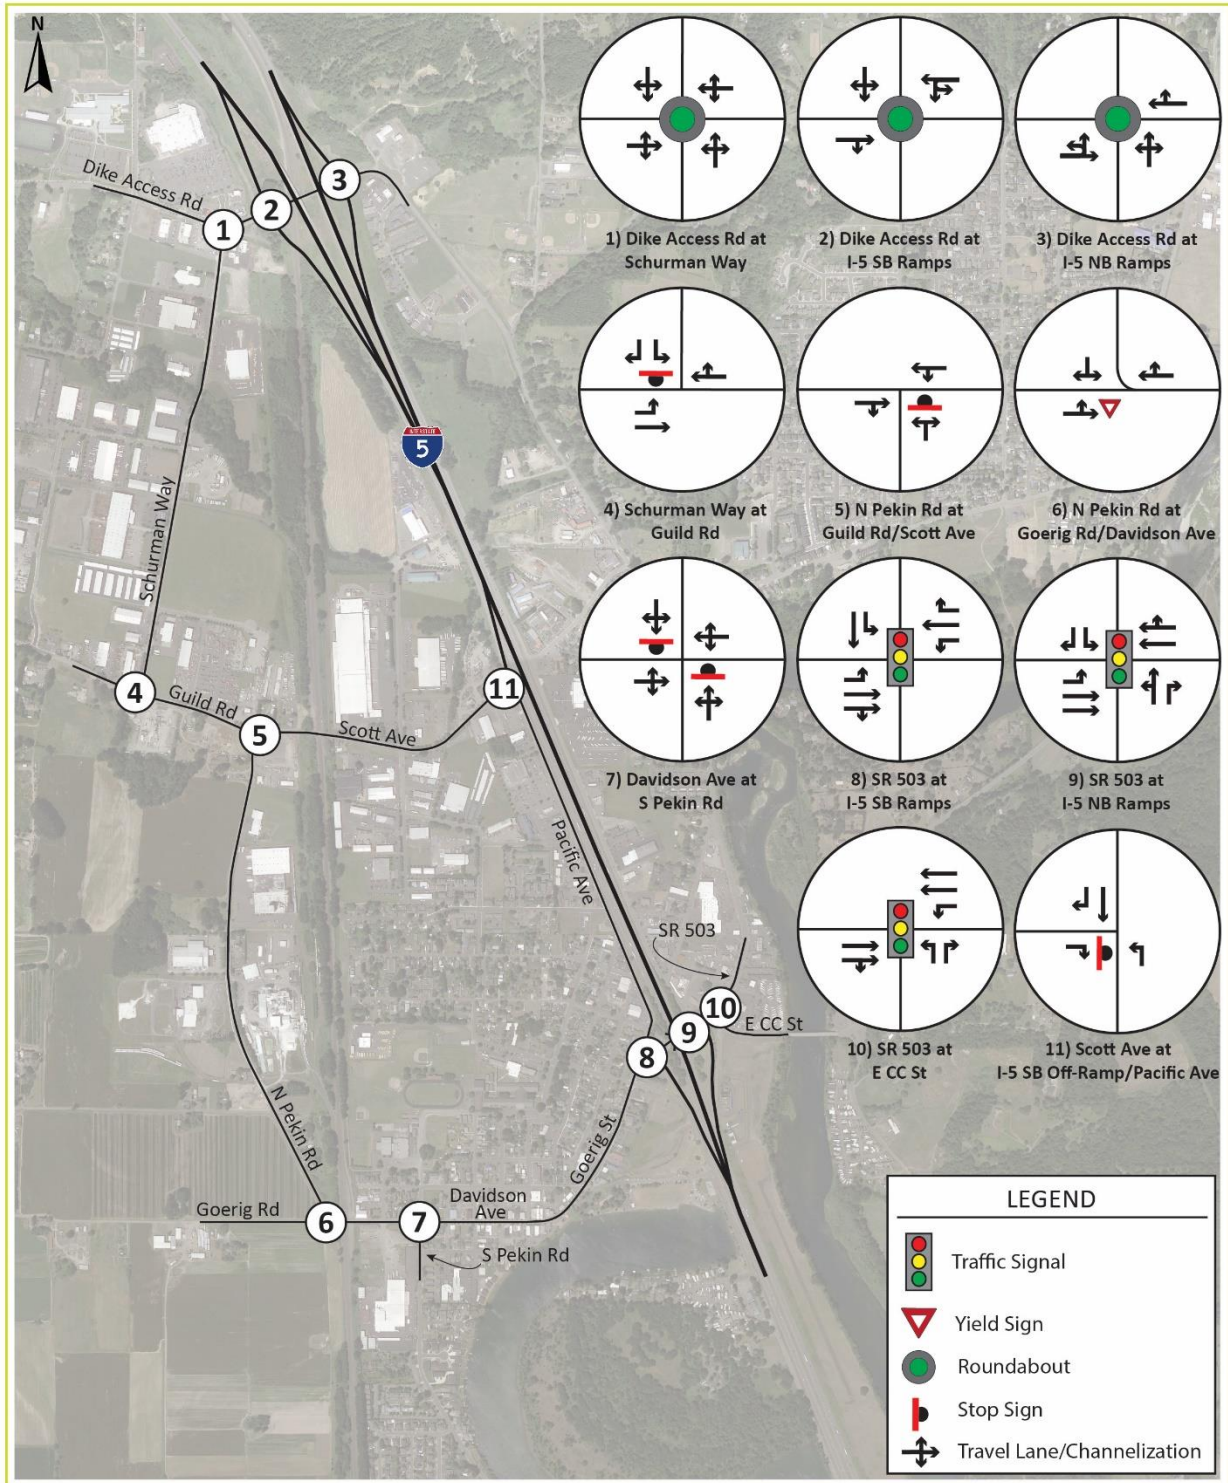 N
Dike Access Rd
1
2
3
INTERSTATE
5
Schurman Way
4
Guild Rd
5
Scott Ave
11
Pacific Ave
SR 503
10
9
E CC St
8
N Pekin Rd
Goerig St
Goerig Rd
6
7
Davidson
Ave
S Pekin Rd
1) Dike Access Rd at
Schurman Way
2) Dike Access Rd at
I-5 SB Ramps
3) Dike Access Rd at
I-5 NB Ramps
4) Schurman Way at
Guild Rd
5) N Pekin Rd at
Guild Rd/Scott Ave
6) N Pekin Rd at
Goerig Rd/Davidson Ave
7) Davidson Ave at
S Pekin Rd
8) SR 503 at
I-5 SB Ramps
9) SR 503 at
I-5 NB Ramps
10) SR 503 at
E CC St
11) Scott Ave at
I-5 SB Off-Ramp/Pacific Ave
LEGEND
Traffic Signal
Yield Sign
Roundabout
Stop Sign
Travel Lane/Channelization